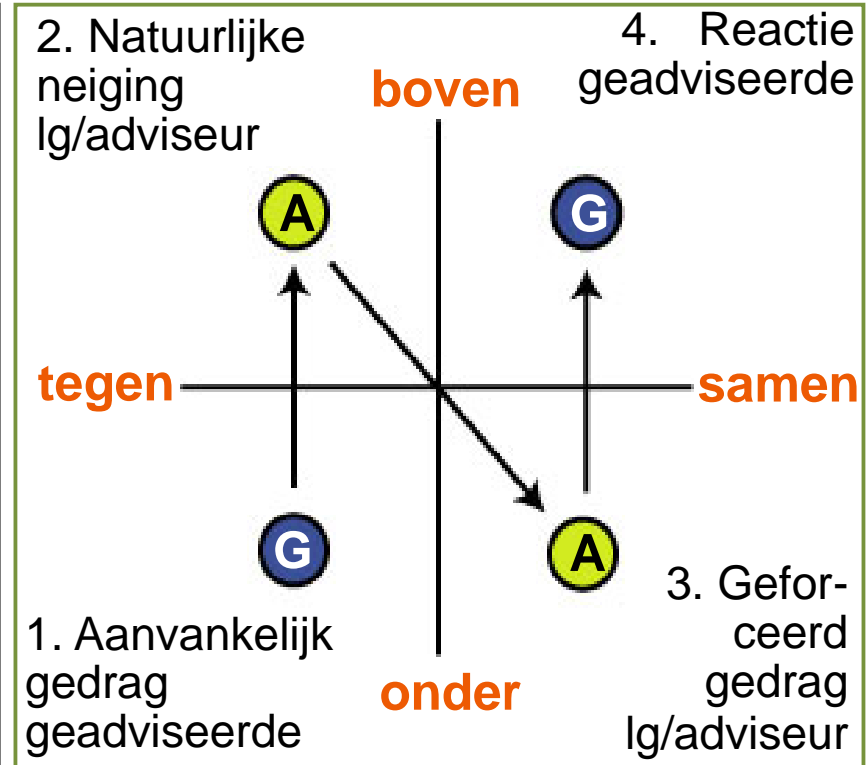 2. Natuurlijke
neiging
lg/adviseur
4. Reactie
geadviseerde
boven
A
G
tegen
samen
G
A
1. Aanvankelijk
gedrag
geadviseerde
onder
3. Gefor-
ceerd
gedrag
lg/adviseur